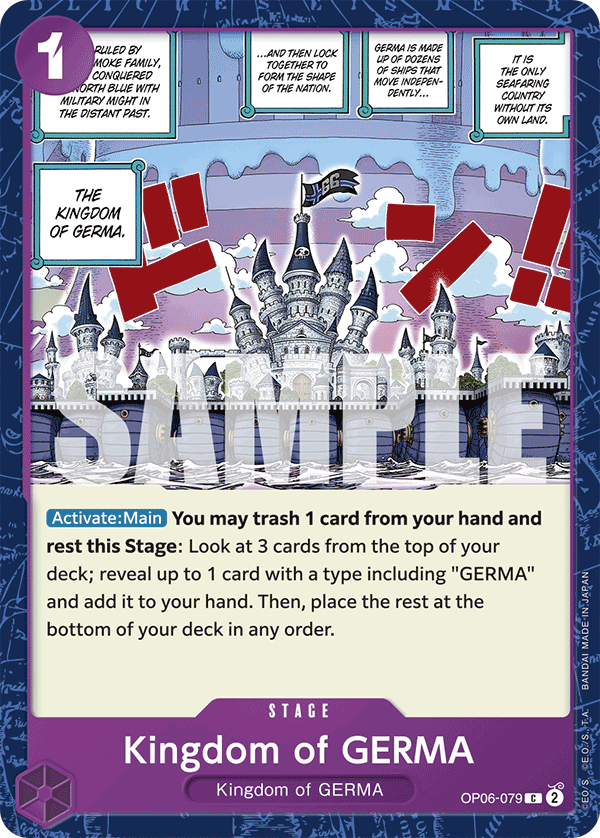 1
RULED BY
MOKE FAMILY,
CONQUERED
NORTH BLUE WITH
MILITARY MIGHT IN
THE DISTANT PAST.
...AND THEN LOCK
TOGETHER TO
FORM THE SHAPE
OF THE NATION.
GERMA IS MADE
UP OF DOZENS
OF SHIPS THAT
MOVE INDEPEN-
DENTLY...
IT IS
THE ONLY
SEAFARING
COUNTRY
WITHOUT ITS
OWN LAND.
THE
KINGDOM
OF GERMA.
ドン!!
66
SAMPLE
Activate:Main You may trash 1 card from your hand and
rest this Stage: Look at 3 cards from the top of your
deck; reveal up to 1 card with a type including "GERMA"
and add it to your hand. Then, place the rest at the
bottom of your deck in any order.
STAGE
Kingdom of GERMA
Kingdom of GERMA
OP06-079 C 2
©E.O/S. ©E.O/S.,T.A. BANDAI MADE IN JAPAN